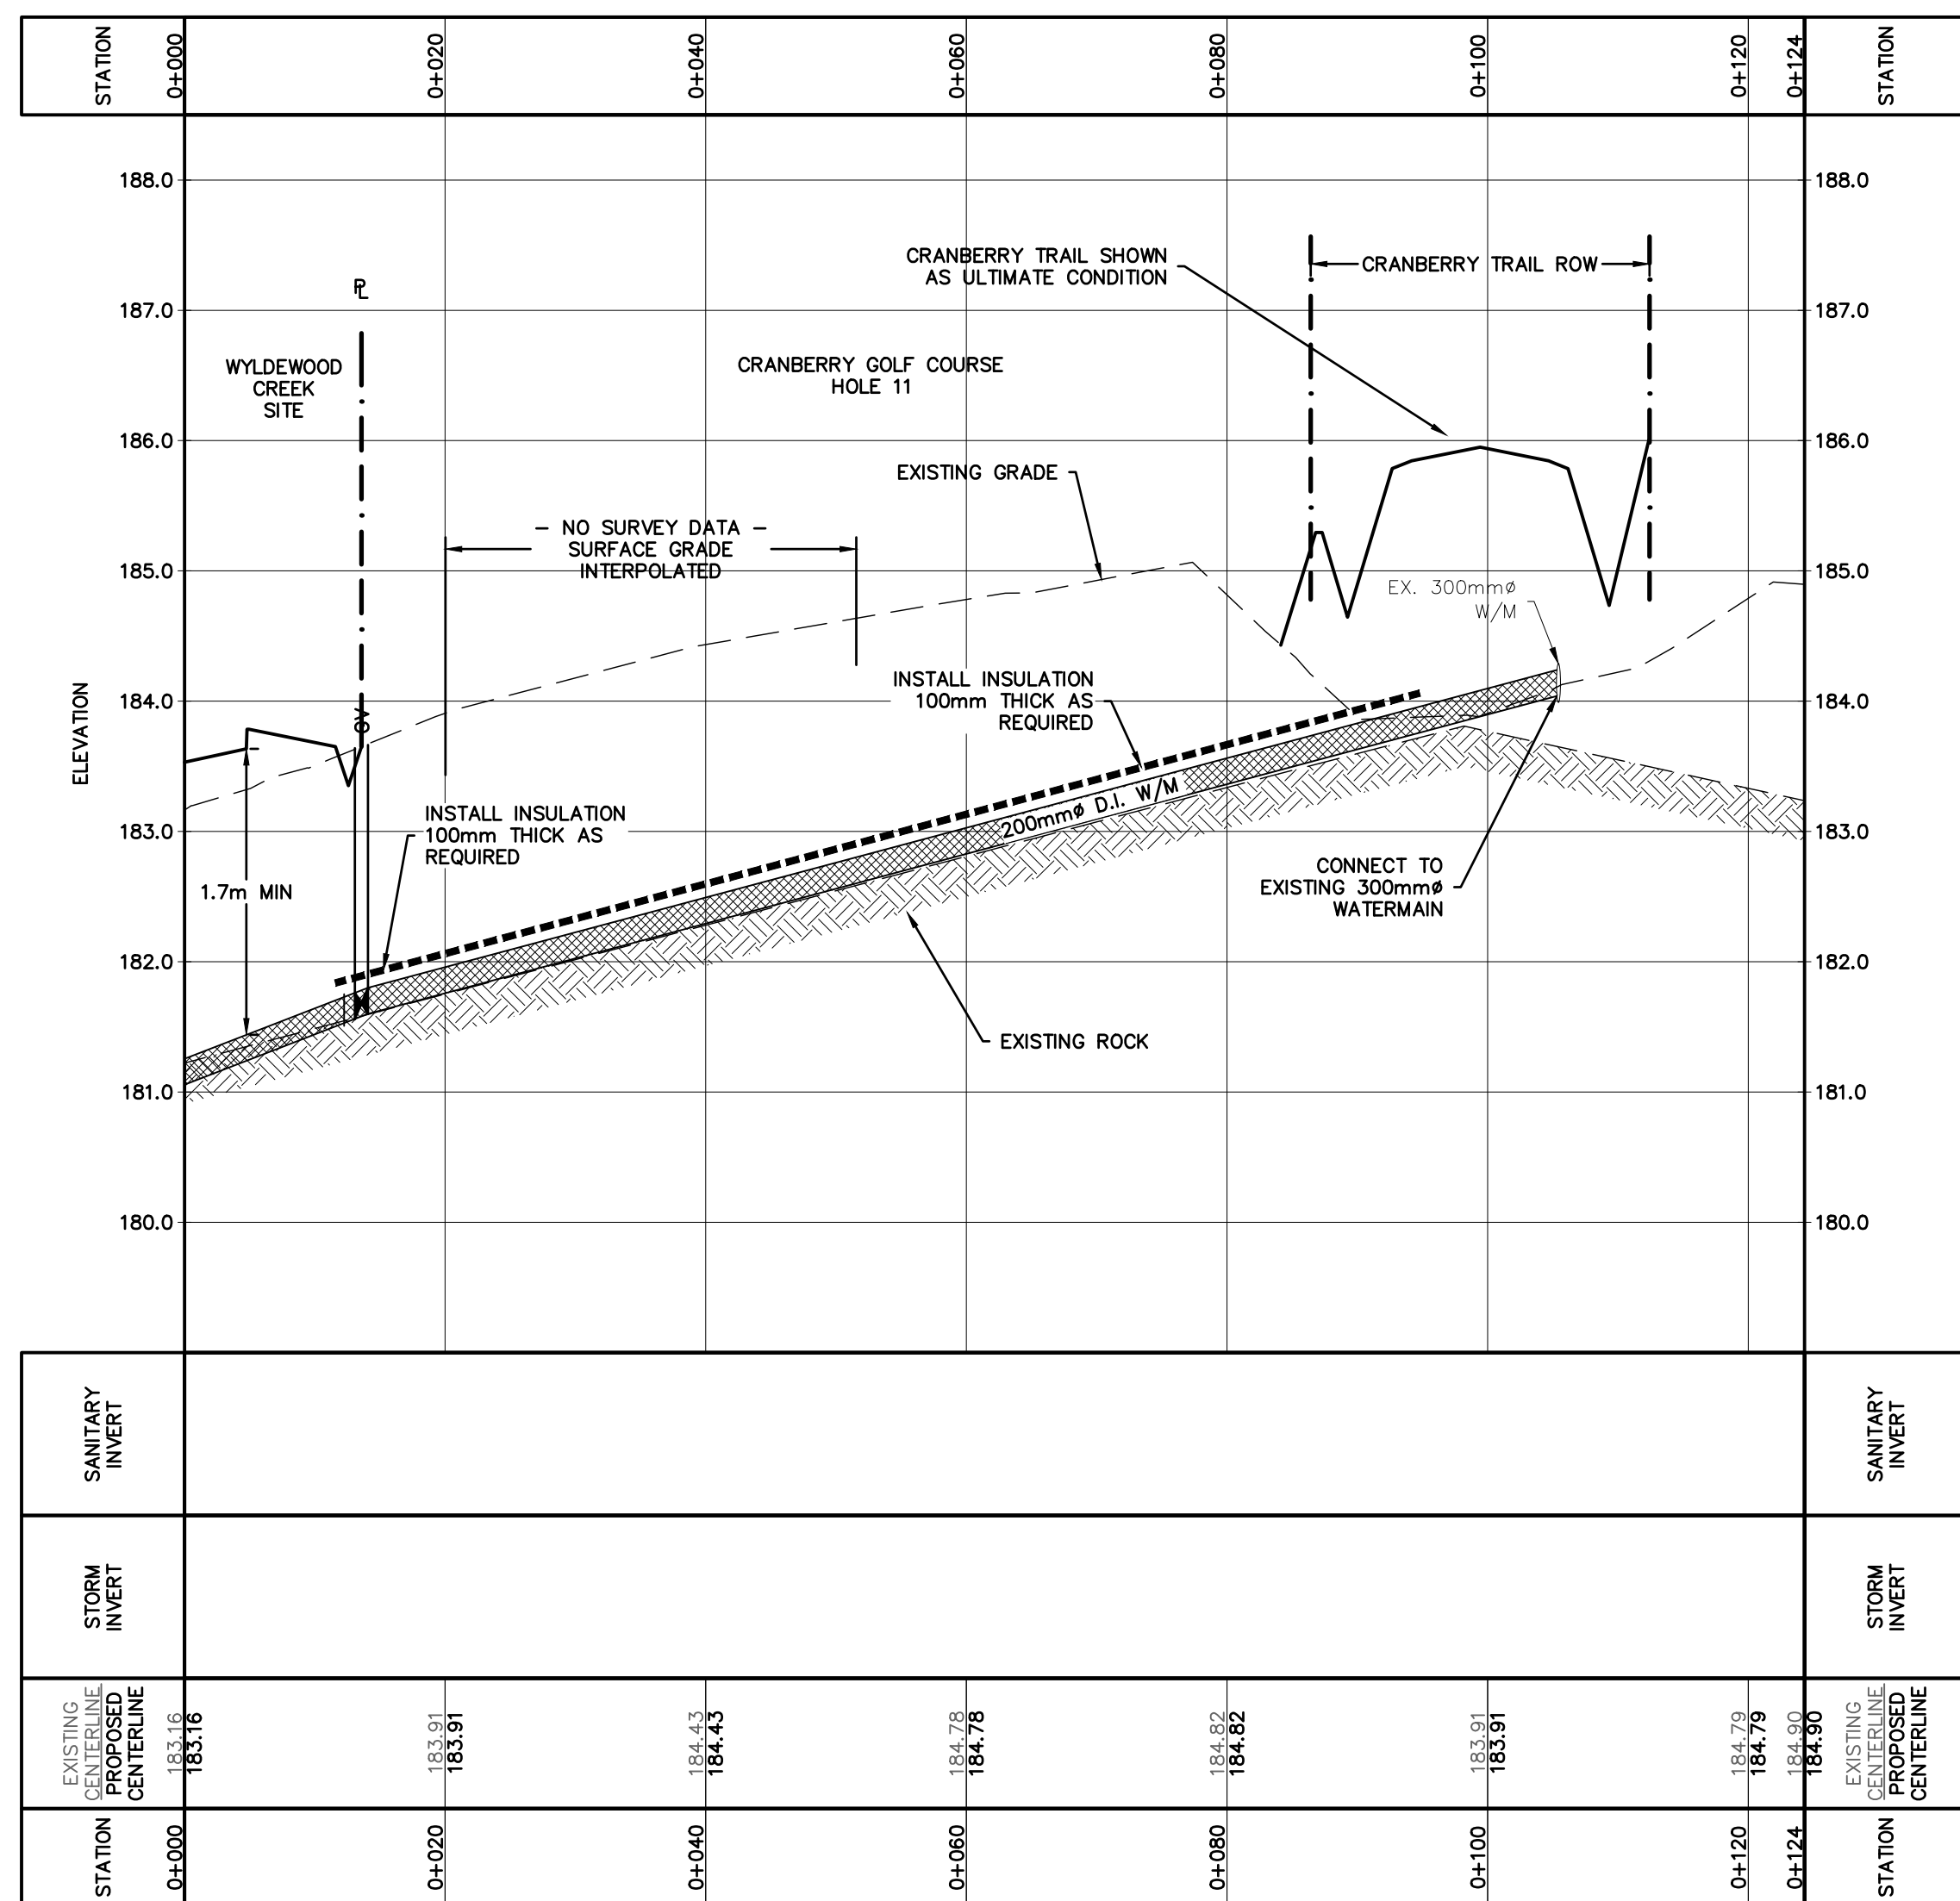 STATION
0+000
0+020
0+040
0+060
0+080
0+100
0+120
0+124
STATION
188.0
188.0
CRANBERRY TRAIL SHOWN
AS ULTIMATE CONDITION
CRANBERRY TRAIL ROW
PL
187.0
187.0
WYLDEWOOD
CREEK
SITE
CRANBERRY GOLF COURSE
HOLE 11
186.0
186.0
EXISTING GRADE
- NO SURVEY DATA -
SURFACE GRADE
INTERPOLATED
185.0
185.0
EX. 300mmø
W/M
INSTALL INSULATION
100mm THICK AS
REQUIRED
ELEVATION
184.0
184.0
GV
INSTALL INSULATION
100mm THICK AS
REQUIRED
200mmø D.I. W/M
183.0
183.0
1.7m MIN
CONNECT TO
EXISTING 300mmø
WATERMAIN
182.0
182.0
EXISTING ROCK
181.0
181.0
180.0
180.0
SANITARY
INVERT
SANITARY
INVERT
STORM
INVERT
STORM
INVERT
EXISTING
CENTERLINE
PROPOSED
CENTERLINE
183.16
183.16
183.91
183.91
184.43
184.43
184.78
184.78
184.82
184.82
183.91
183.91
184.79
184.79
184.90
184.90
EXISTING
CENTERLINE
PROPOSED
CENTERLINE
STATION
0+000
0+020
0+040
0+060
0+080
0+100
0+120
0+124
STATION